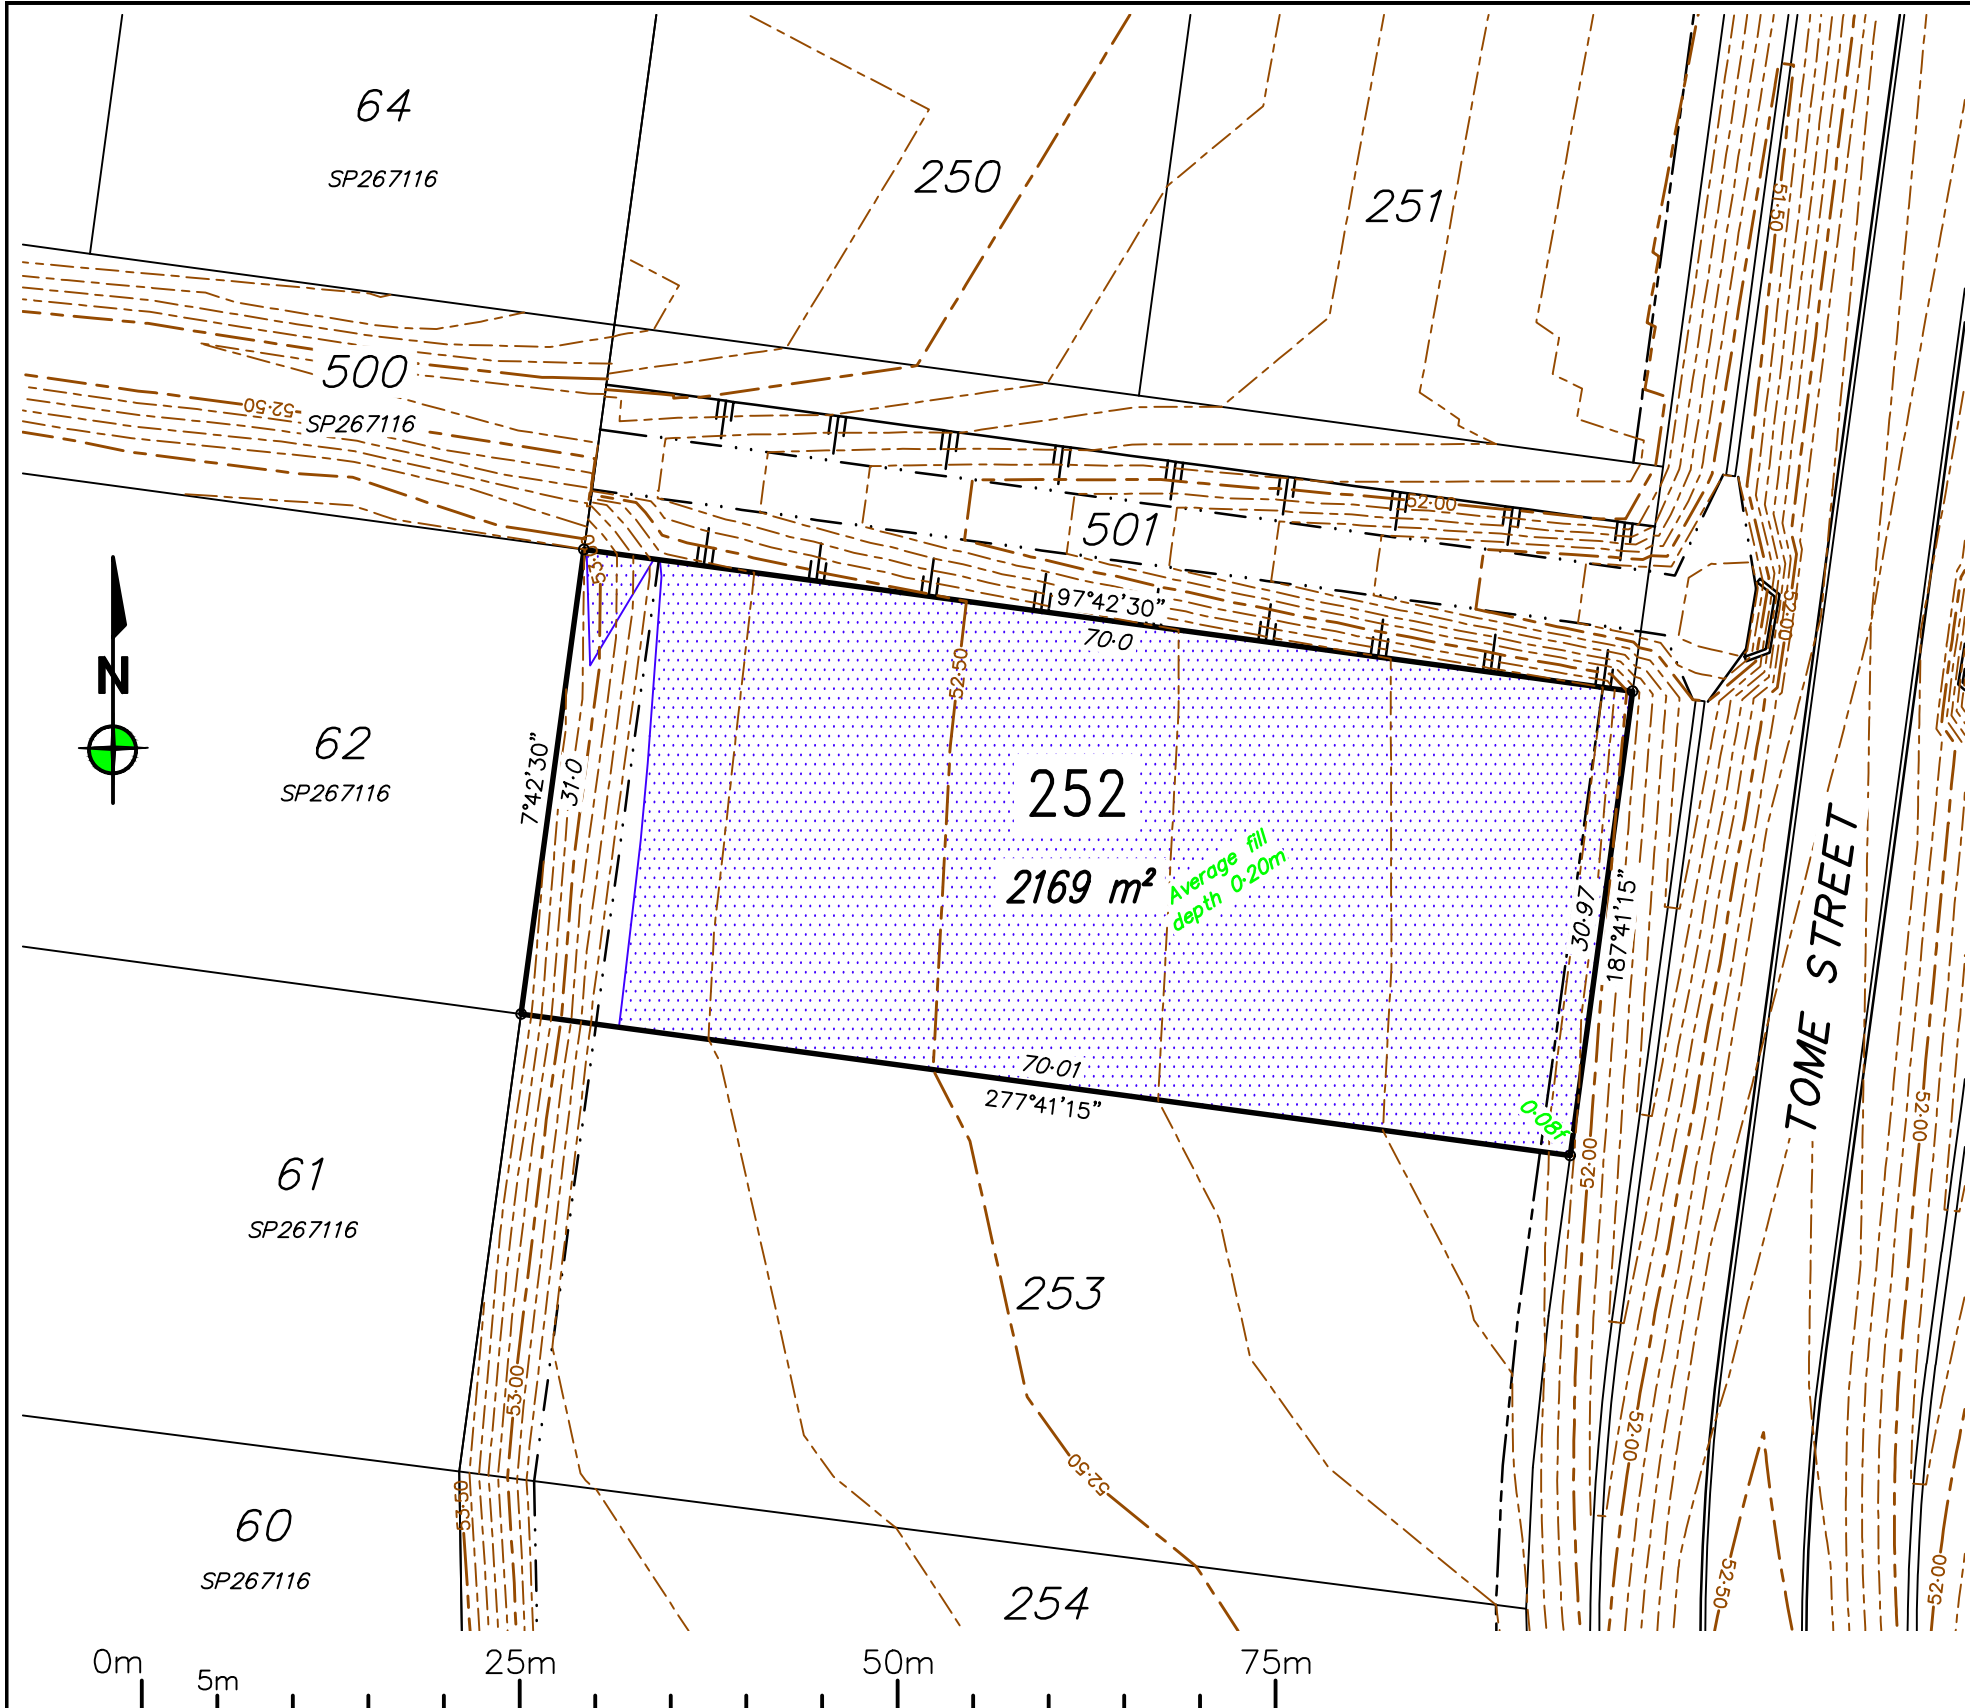 64
SP267116
250
251
51·50
500
SP267116
52·50
52·00
501
53·00
97°42'30"
70·0
52·00
N
52·50
62
SP267116
7°42'30"
31·0
252
2169 m²
Average fill
depth 0·20m
30·97
187°41'15"
TOME STREET
70·01
277°41'15"
0·08f
52·00
52·00
61
SP267116
253
53·00
52·00
52·50
53·50
60
SP267116
254
52·50
52·00
0m
5m
25m
50m
75m